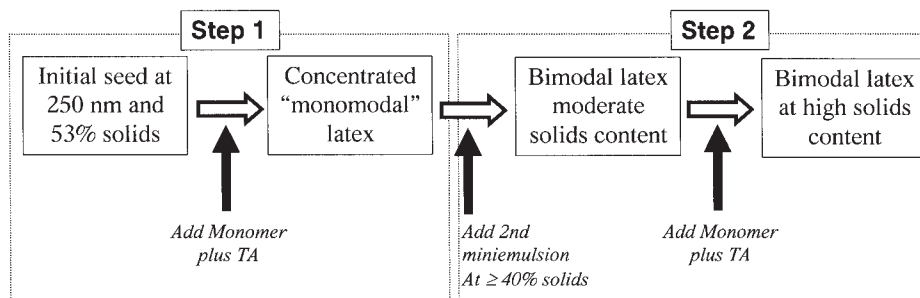 Step 1
Step 2
Initial seed at
250 nm and
53% solids
Concentrated
“monomodal”
latex
Bimodal latex
moderate
solids content
Bimodal latex
at high solids
content
Add Monomer
plus TA
Add 2nd
miniemulsion
At ≥ 40% solids
Add Monomer
plus TA